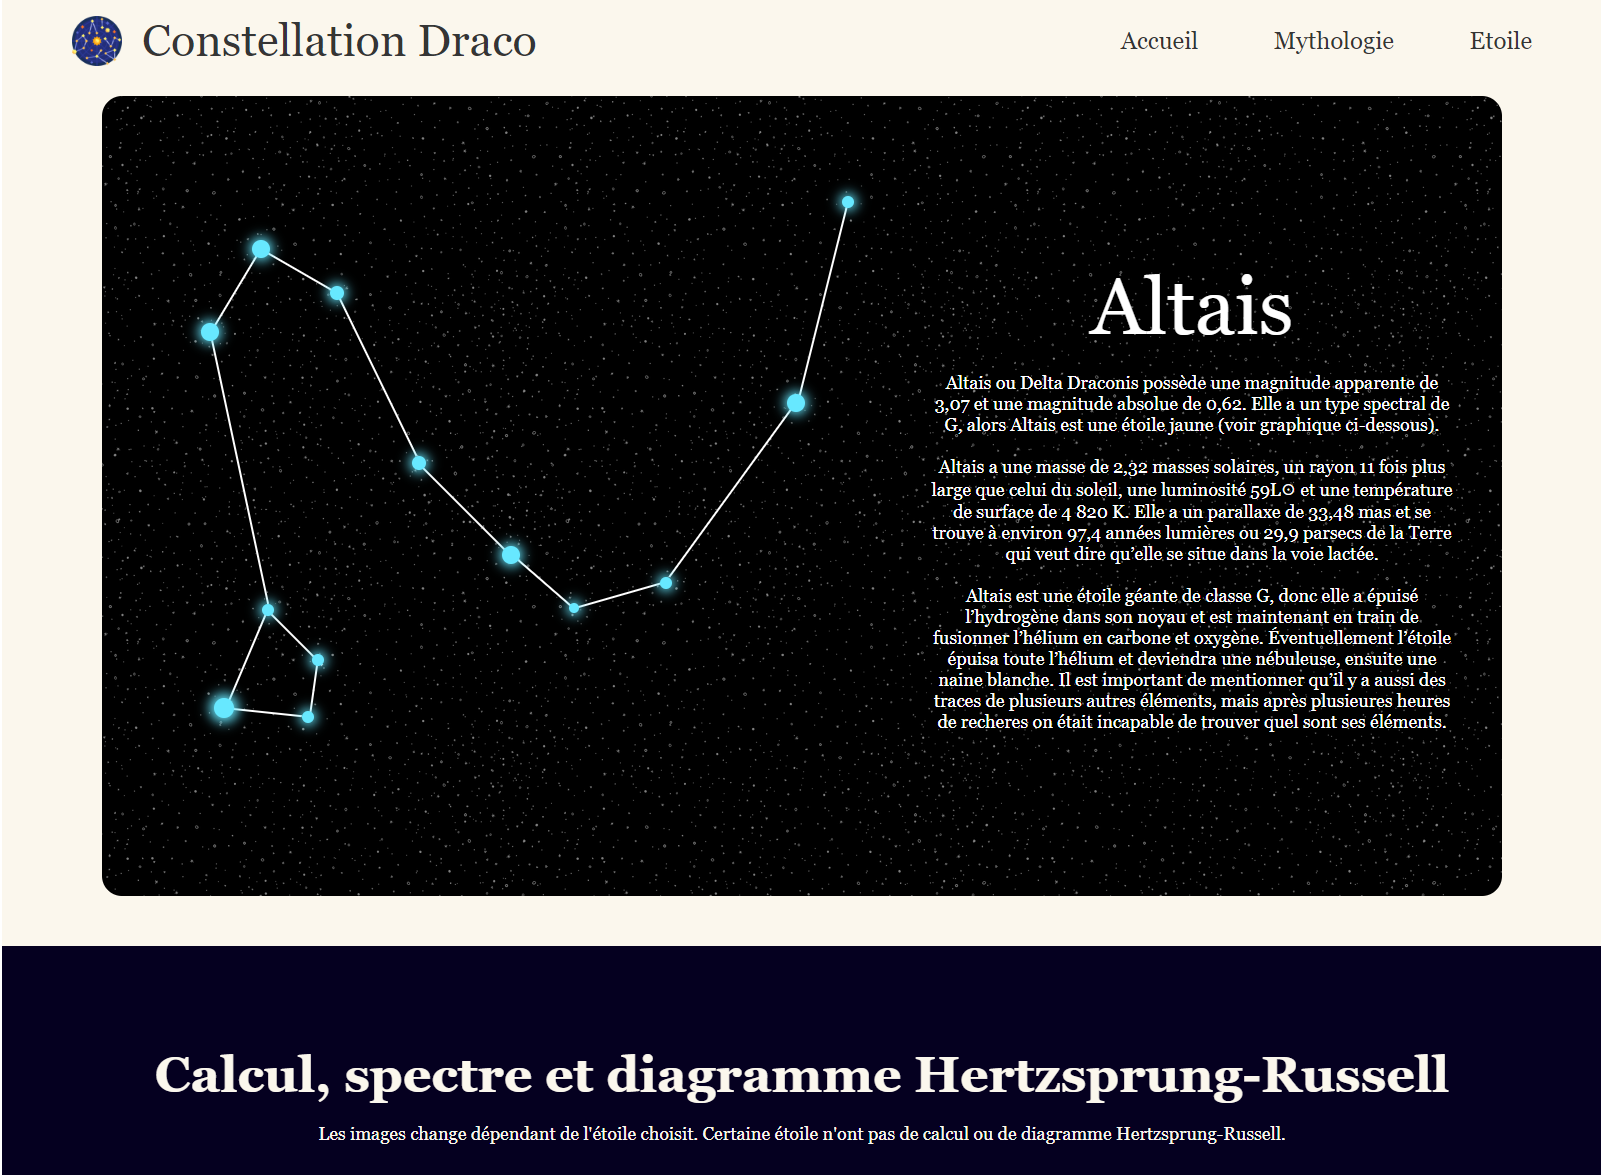 Constellation Draco
Accueil
Mythologie
Etoile
Altais
Altais ou Delta Draconis possède une magnitude apparente de
3,07 et une magnitude absolue de 0,62. Elle a un type spectral de
G, alors Altais est une étoile jaune (voir graphique ci-dessous).
Altais a une masse de 2,32 masses solaires, un rayon 11 fois plus
large que celui du soleil, une luminosité 59L⊙ et une température
de surface de 4 820 K. Elle a un parallaxe de 33,48 mas et se
trouve à environ 97,4 années lumières ou 29,9 parsecs de la Terre
qui veut dire qu’elle se situe dans la voie lactée.
Altais est une étoile géante de classe G, donc elle a épuisé
l’hydrogène dans son noyau et est maintenant en train de
fusionner l’hélium en carbone et oxygène. Éventuellement l’étoile
épuisa toute l’hélium et deviendra une nébuleuse, ensuite une
naine blanche. Il est important de mentionner qu’il y a aussi des
traces de plusieurs autres éléments, mais après plusieures heures
de recheres on était incapable de trouver quel sont ses éléments.
Calcul, spectre et diagramme Hertzsprung-Russell
Les images change dépendant de l'étoile choisit. Certaine étoile n'ont pas de calcul ou de diagramme Hertzsprung-Russell.